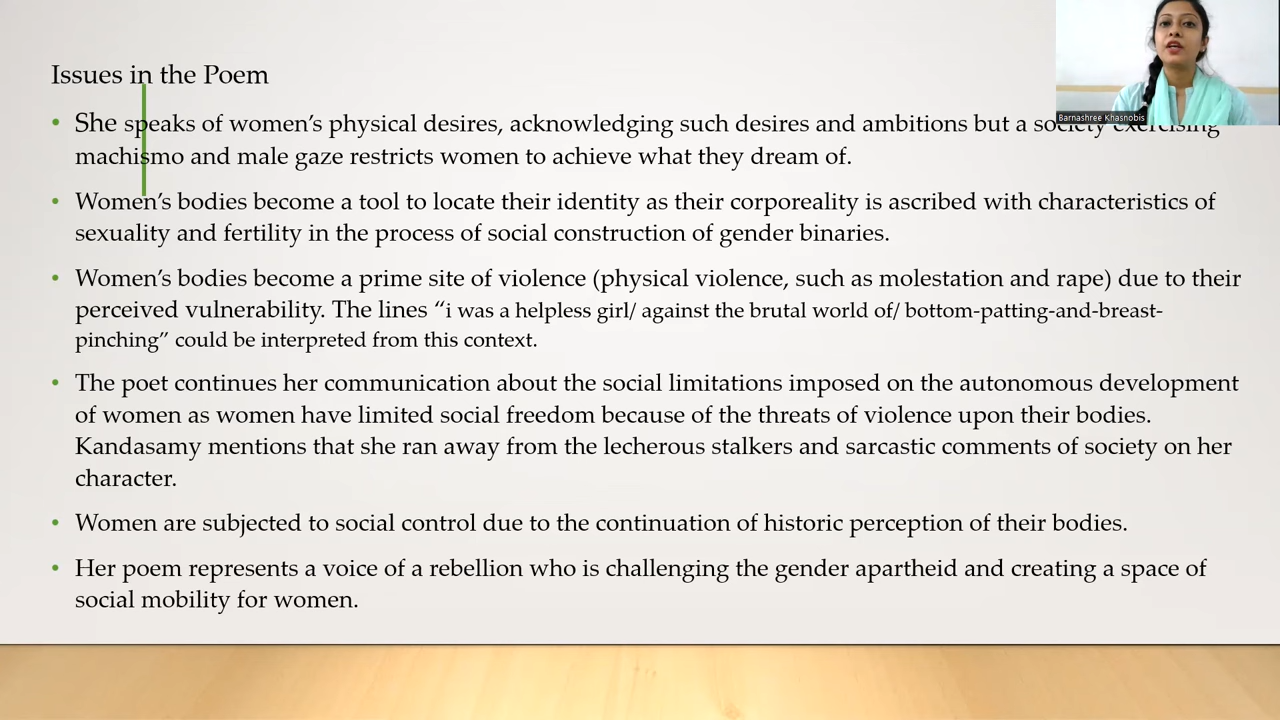 Issues in the Poem
• She speaks of women's physical desires, acknowledging such desires and ambitions but a society exercising
machismo and male gaze restricts women to achieve what they dream of.
• Women's bodies become a tool to locate their identity as their corporeality is ascribed with characteristics of
sexuality and fertility in the process of social construction of gender binaries.
• Women's bodies become a prime site of violence (physical violence, such as molestation and rape) due to their
perceived vulnerability. The lines “i was a helpless girl/ against the brutal world of/ bottom-patting-and-breast-
pinching” could be interpreted from this context.
• The poet continues her communication about the social limitations imposed on the autonomous development
of women as women have limited social freedom because of the threats of violence upon their bodies.
Kandasamy mentions that she ran away from the lecherous stalkers and sarcastic comments of society on her
character.
• Women are subjected to social control due to the continuation of historic perception of their bodies.
• Her poem represents a voice of a rebellion who is challenging the gender apartheid and creating a space of
social mobility for women.
Barnashree Khasnobis